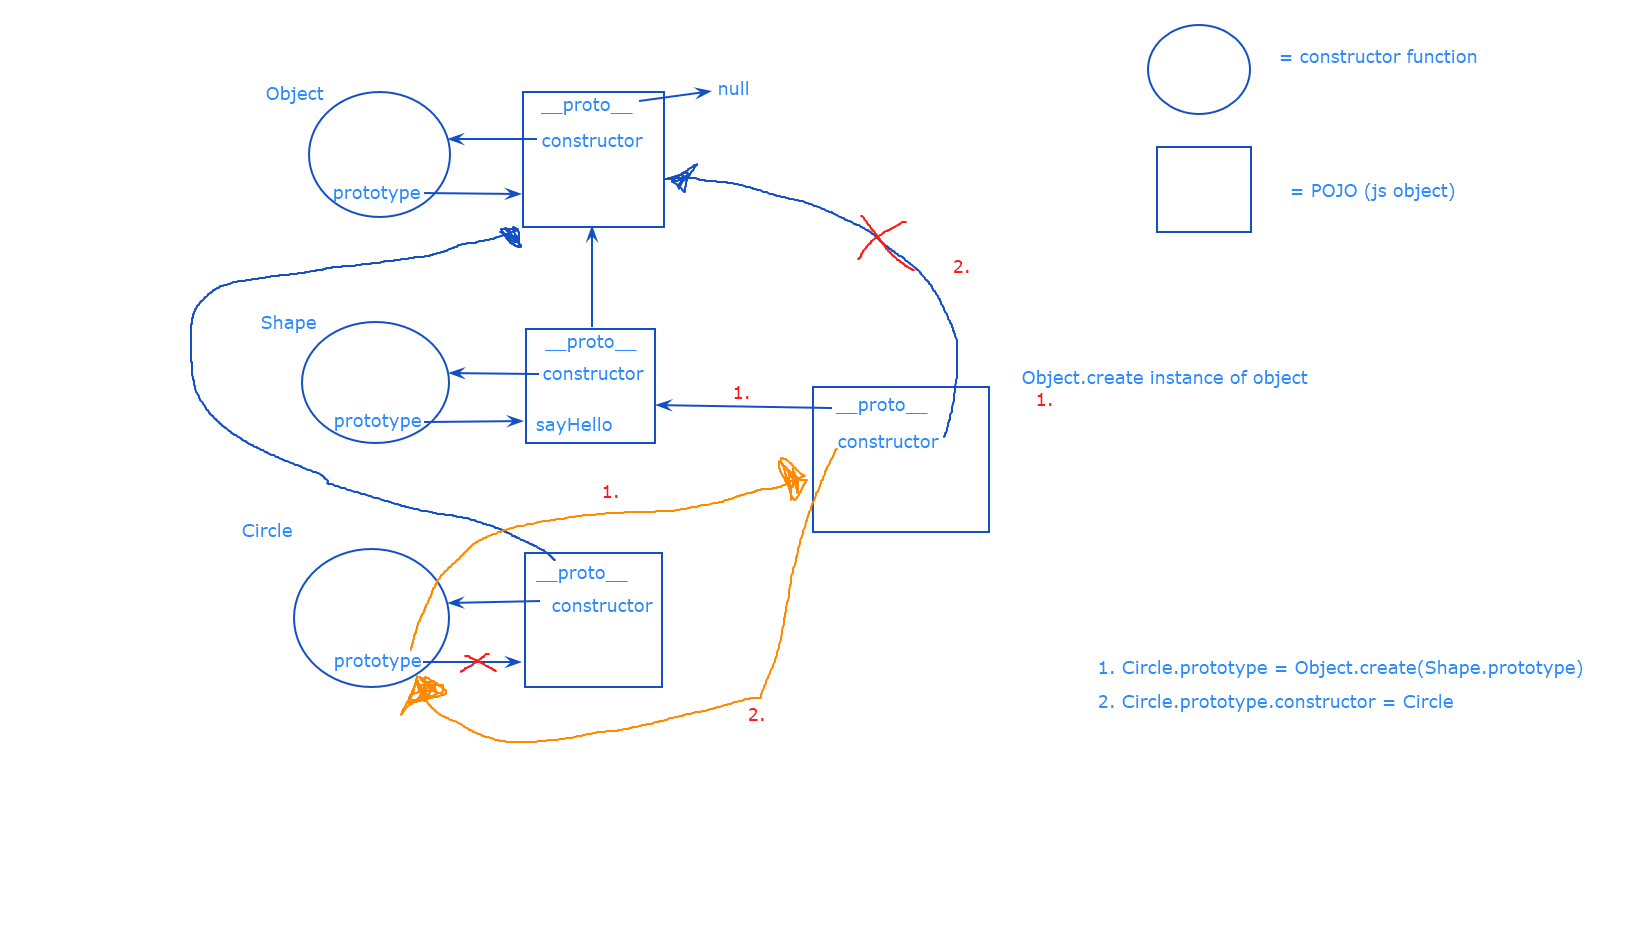 = constructor function
= POJO (js object)
Object
__proto__
null
constructor
prototype
2.
Shape
__proto__
constructor
prototype
sayHello
1.
Object.create instance of object
1.
__proto__
constructor
1.
Circle
__proto__
constructor
prototype
2.
1. Circle.prototype = Object.create(Shape.prototype)
2. Circle.prototype.constructor = Circle